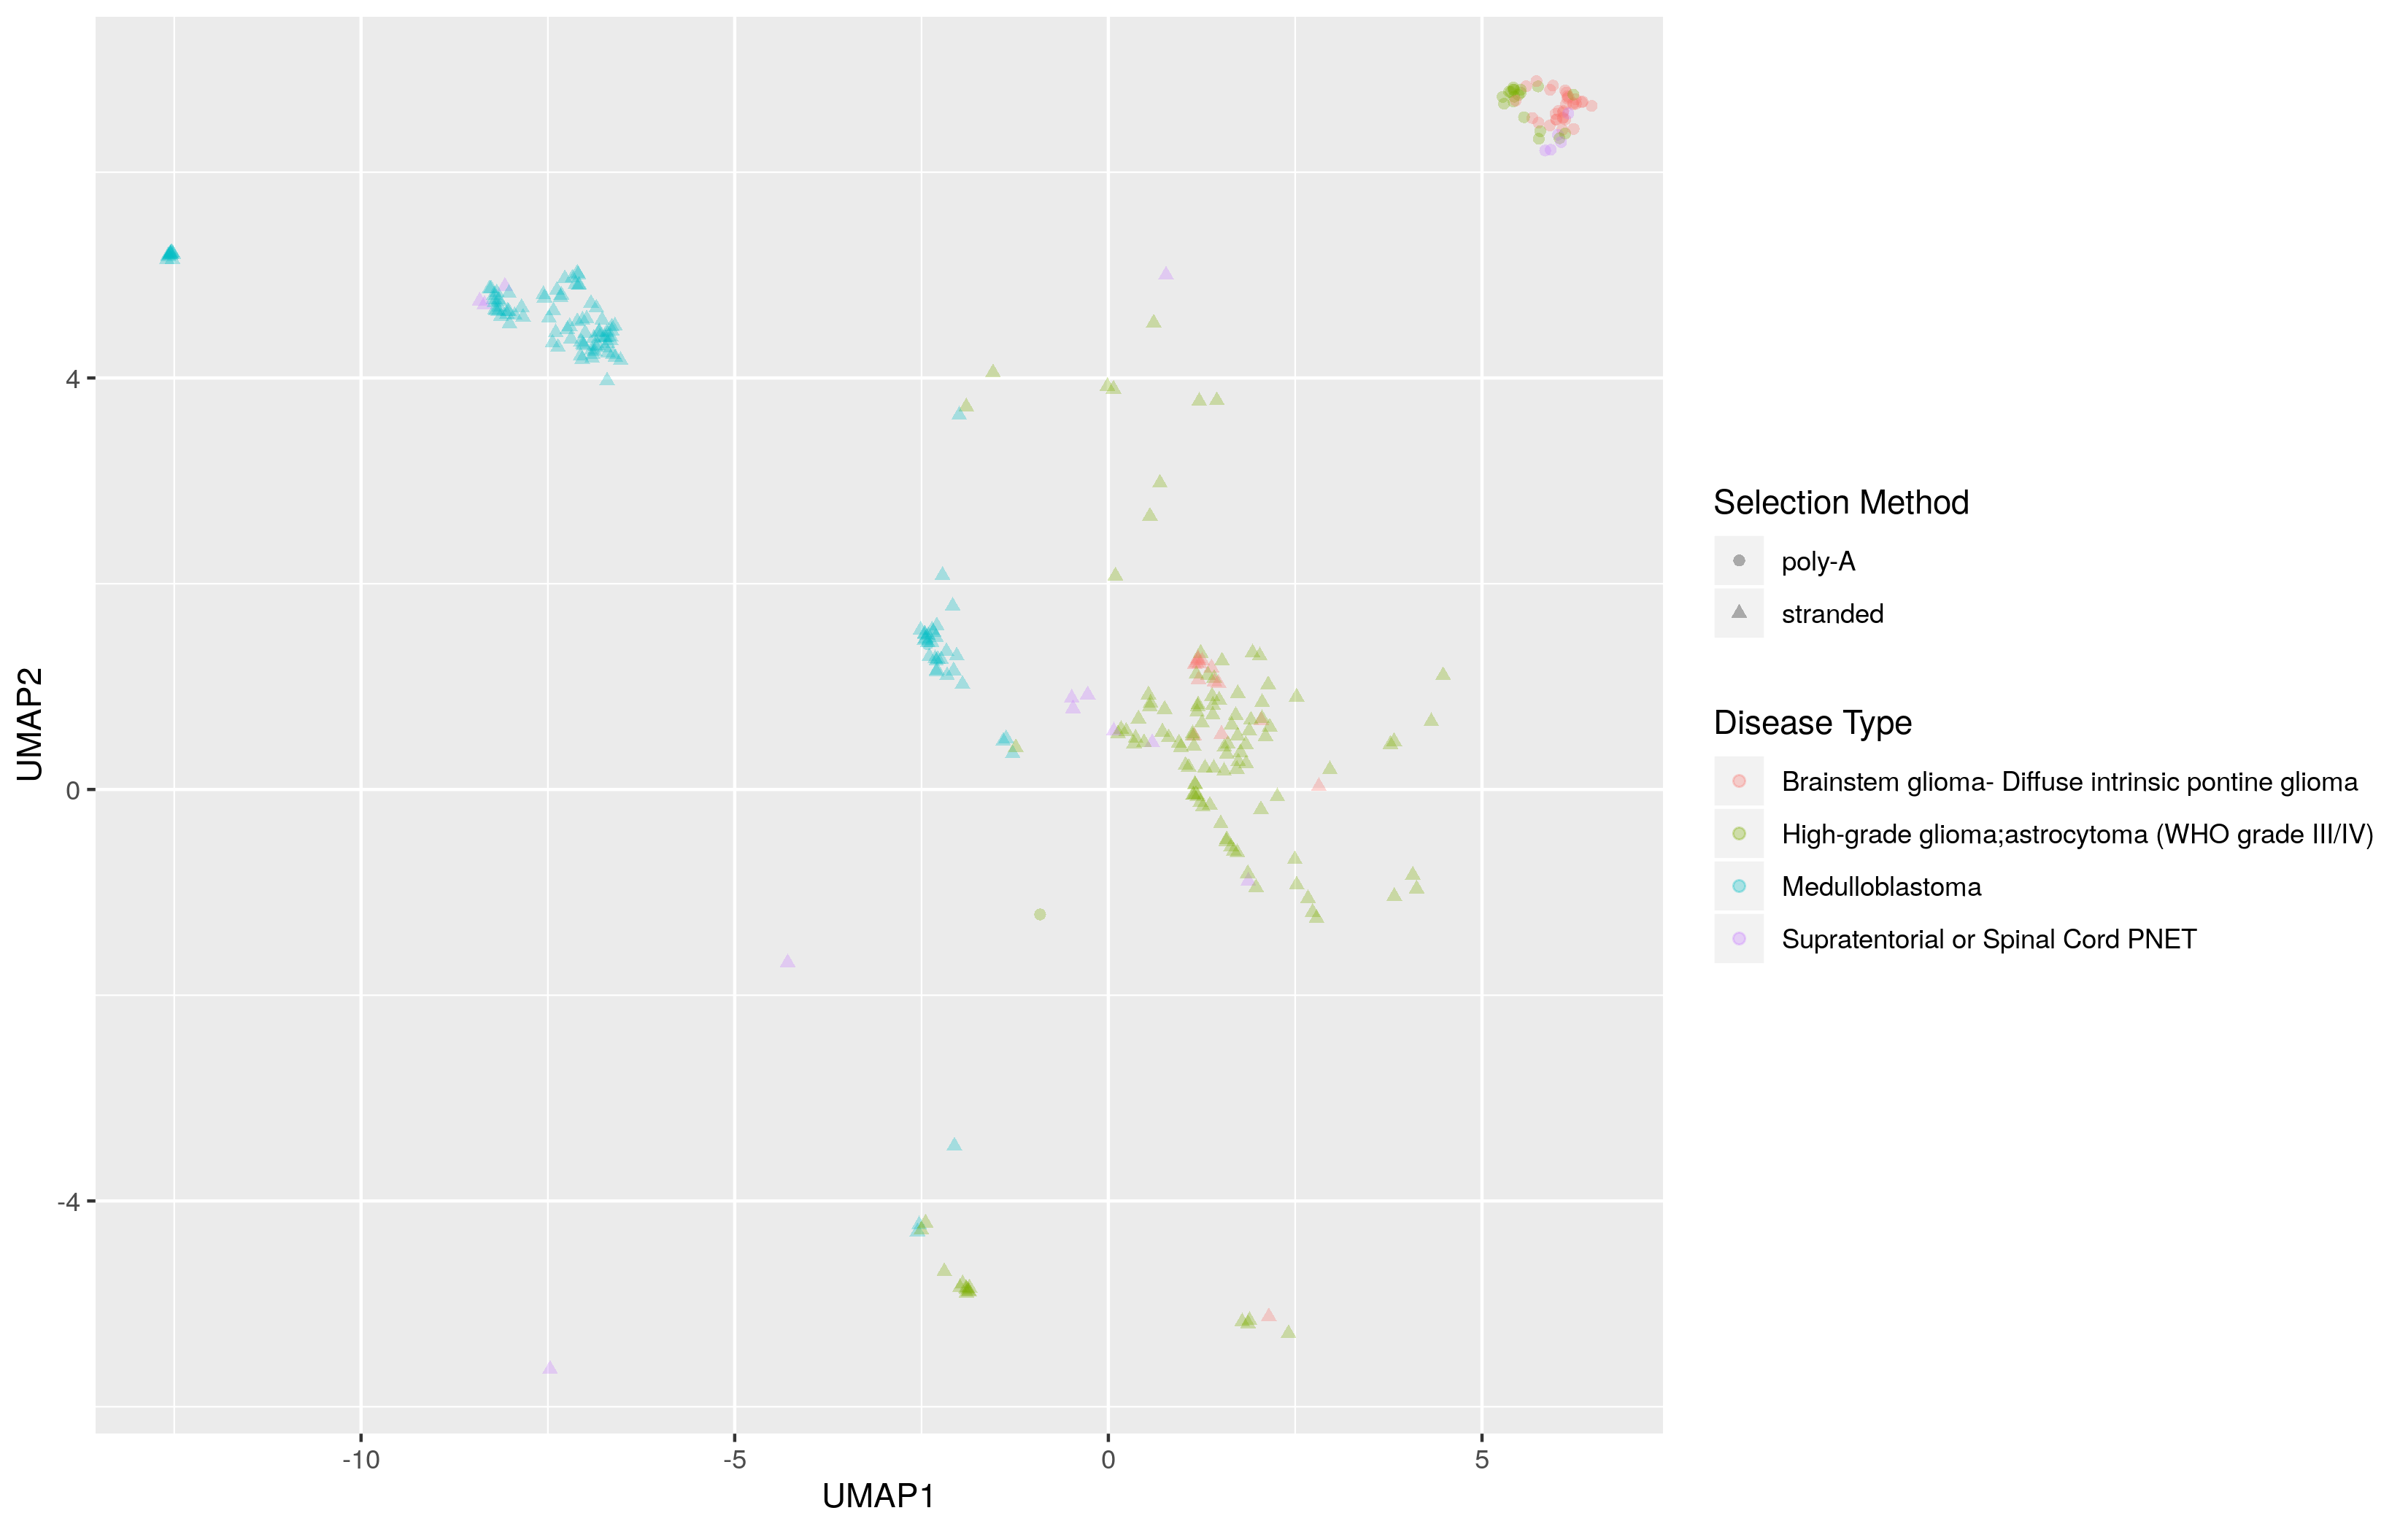 4
0
-4
-10
-5
0
5
UMAP1
UMAP2
Selection Method
poly-A
stranded
Disease Type
Brainstem glioma- Diffuse intrinsic pontine glioma
High-grade glioma;astrocytoma (WHO grade III/IV)
Medulloblastoma
Supratentorial or Spinal Cord PNET